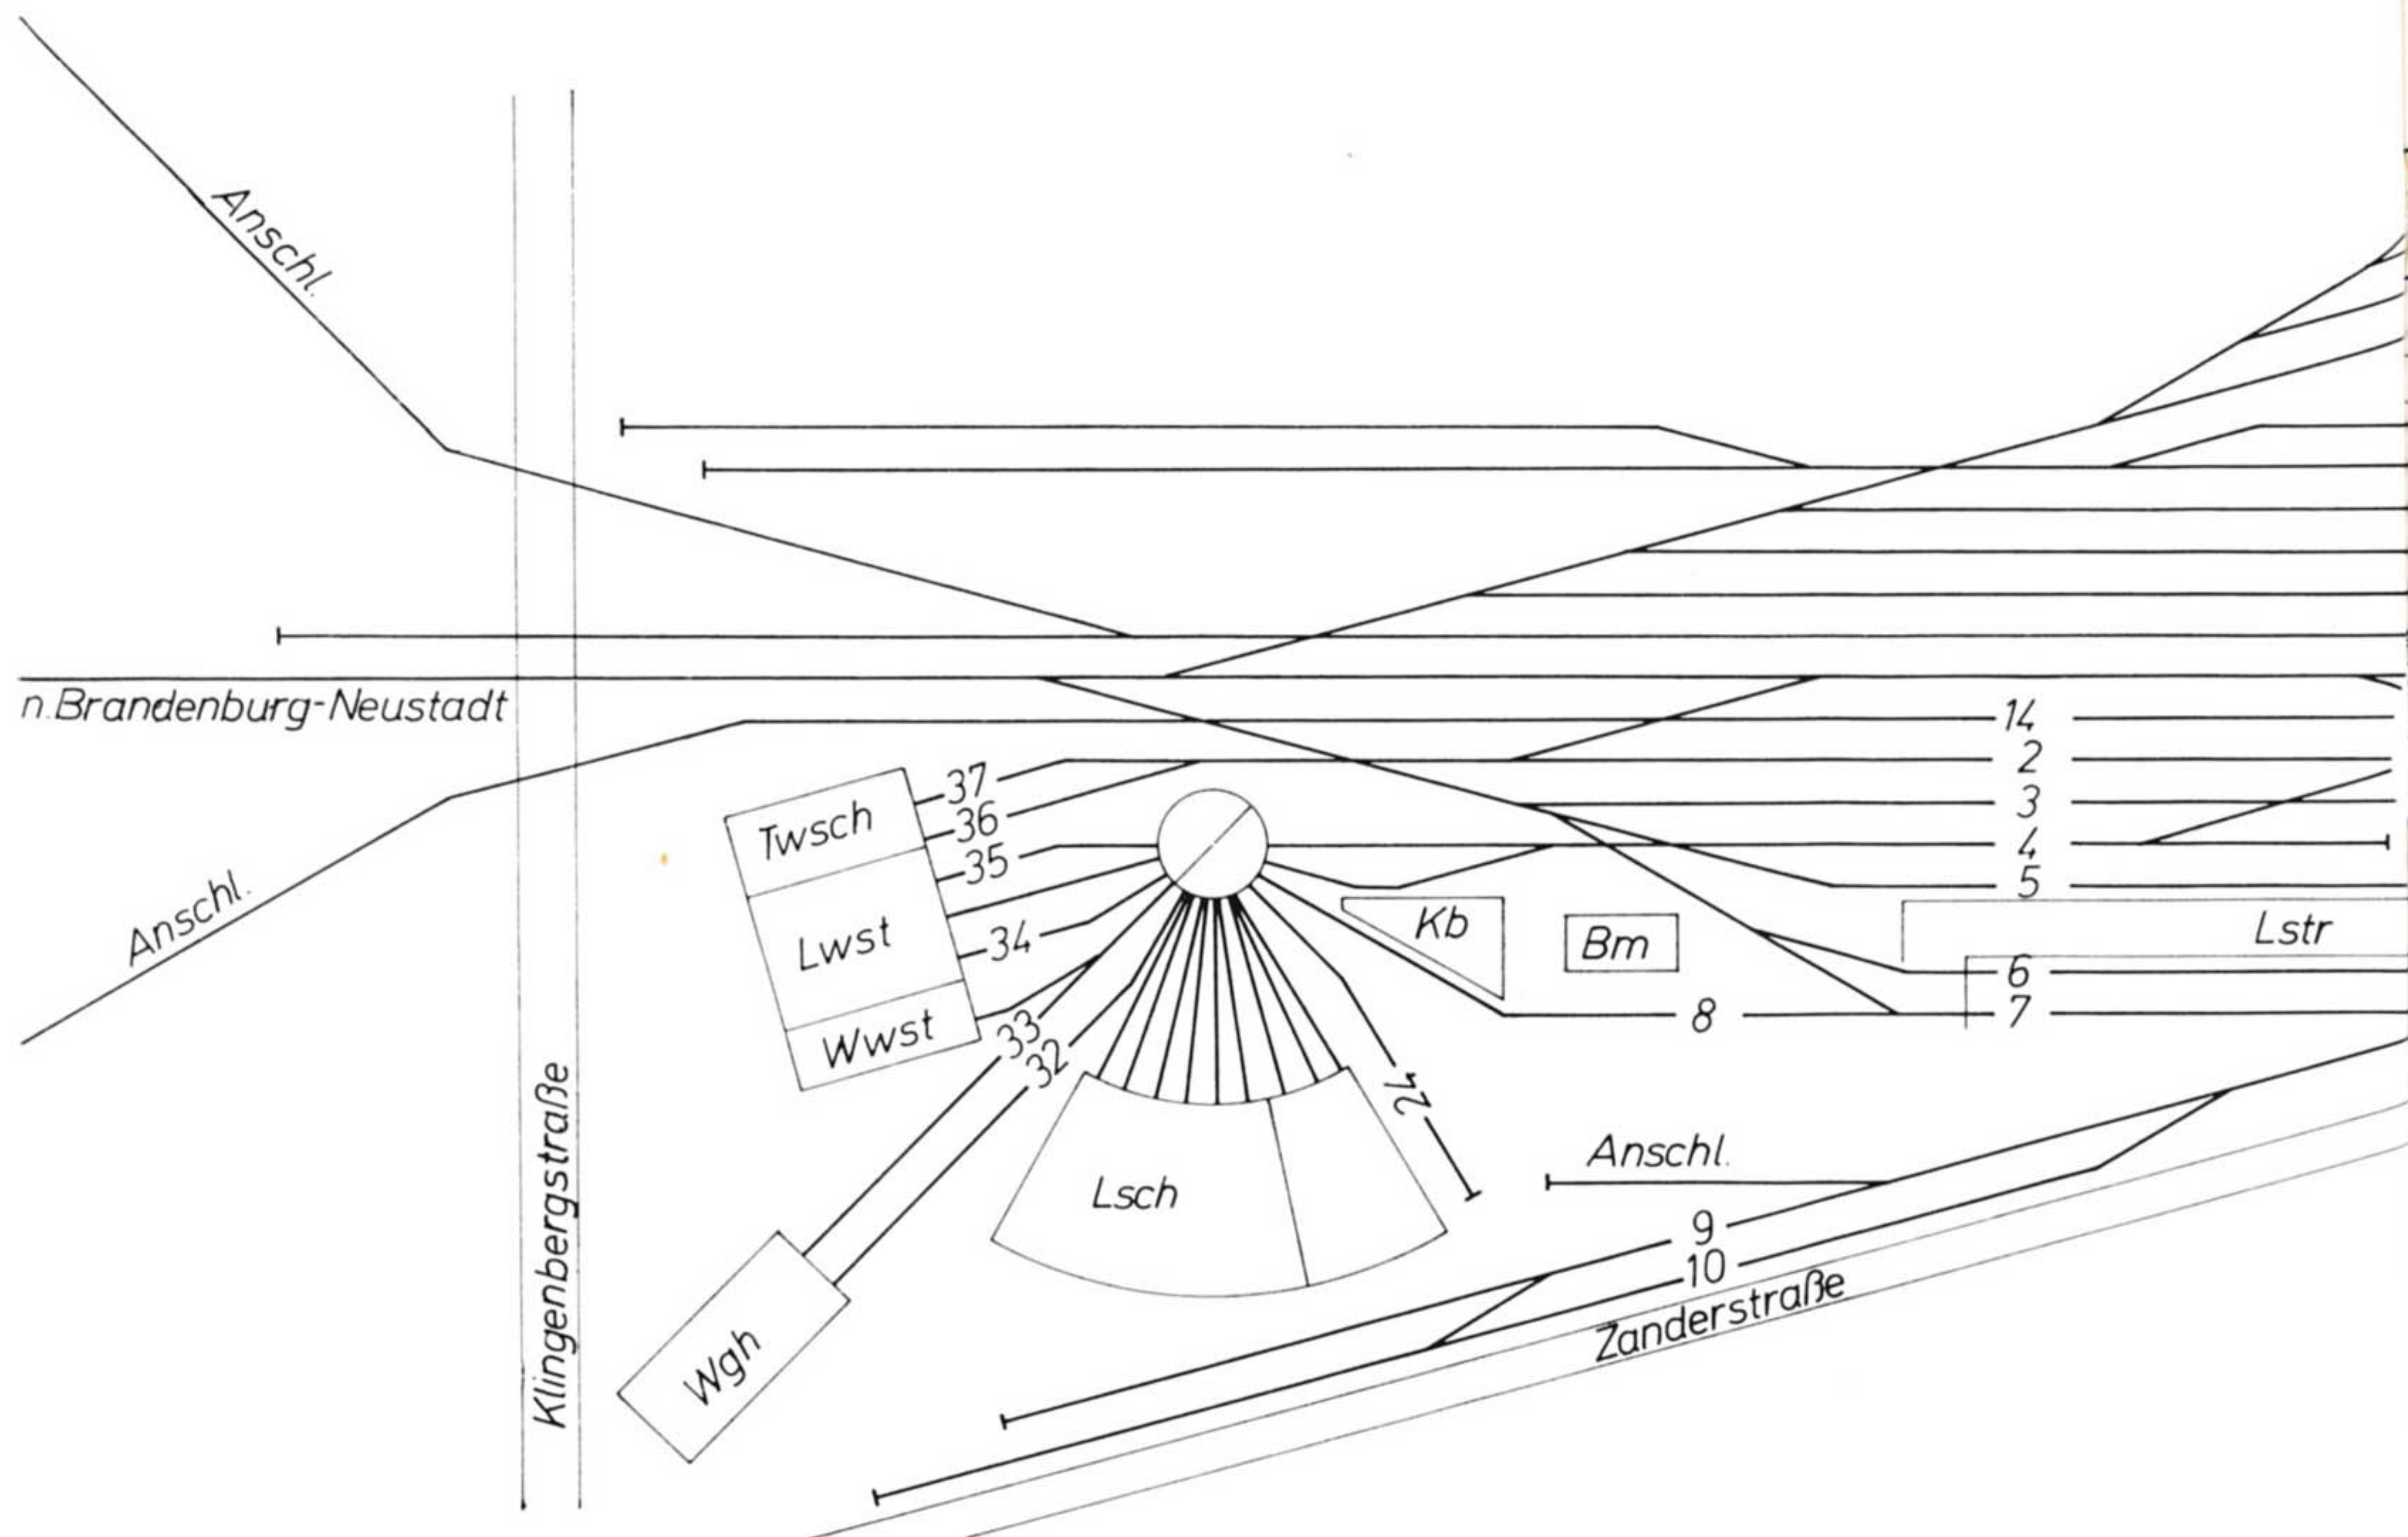 Anschl.
n. Brandenburg-Neustadt
Anschl.
Klingenbergstraße
14
2
3
4
5
6
7
8
37
36
35
34
33
32
21
Twsch
Lwst
Wwst
Kb
Bm
Lstr
Lsch
Wgh
Anschl.
9
10
Zanderstraße